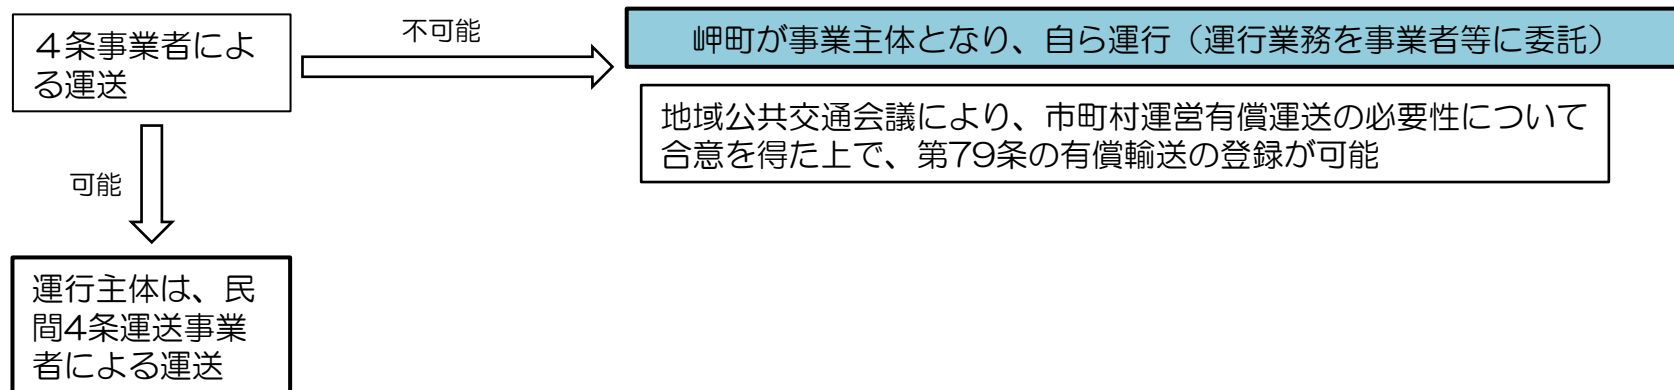 ４条事業者によ
る運送
不可能
岬町が事業主体となり、自ら運行（運行業務を事業者等に委託）
地域公共交通会議により、市町村運営有償運送の必要性について
合意を得た上で、第79条の有償輸送の登録が可能
可能
運行主体は、民
間4条運送事業
者による運送